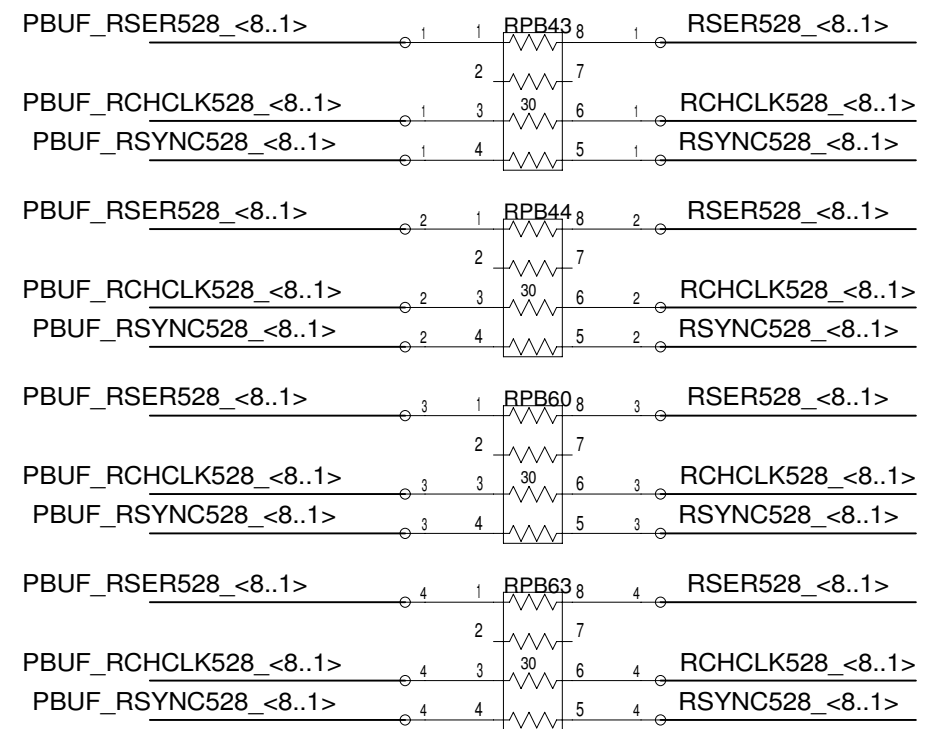 PBUF_RSER528_<8..1> 1 1 RPB43 8 1 RSER528_<8..1>
2 7
PBUF_RCHCLK528_<8..1> 1 3 30 6 1 RCHCLK528_<8..1>
PBUF_RSYNC528_<8..1> 1 4 5 1 RSYNC528_<8..1>
PBUF_RSER528_<8..1> 2 1 RPB44 8 2 RSER528_<8..1>
2 7
PBUF_RCHCLK528_<8..1> 2 3 30 6 2 RCHCLK528_<8..1>
PBUF_RSYNC528_<8..1> 2 4 5 2 RSYNC528_<8..1>
PBUF_RSER528_<8..1> 3 1 RPB60 8 3 RSER528_<8..1>
2 7
PBUF_RCHCLK528_<8..1> 3 3 30 6 3 RCHCLK528_<8..1>
PBUF_RSYNC528_<8..1> 3 4 5 3 RSYNC528_<8..1>
PBUF_RSER528_<8..1> 4 1 RPB63 8 4 RSER528_<8..1>
2 7
PBUF_RCHCLK528_<8..1> 4 3 30 6 4 RCHCLK528_<8..1>
PBUF_RSYNC528_<8..1> 4 4 5 4 RSYNC528_<8..1>